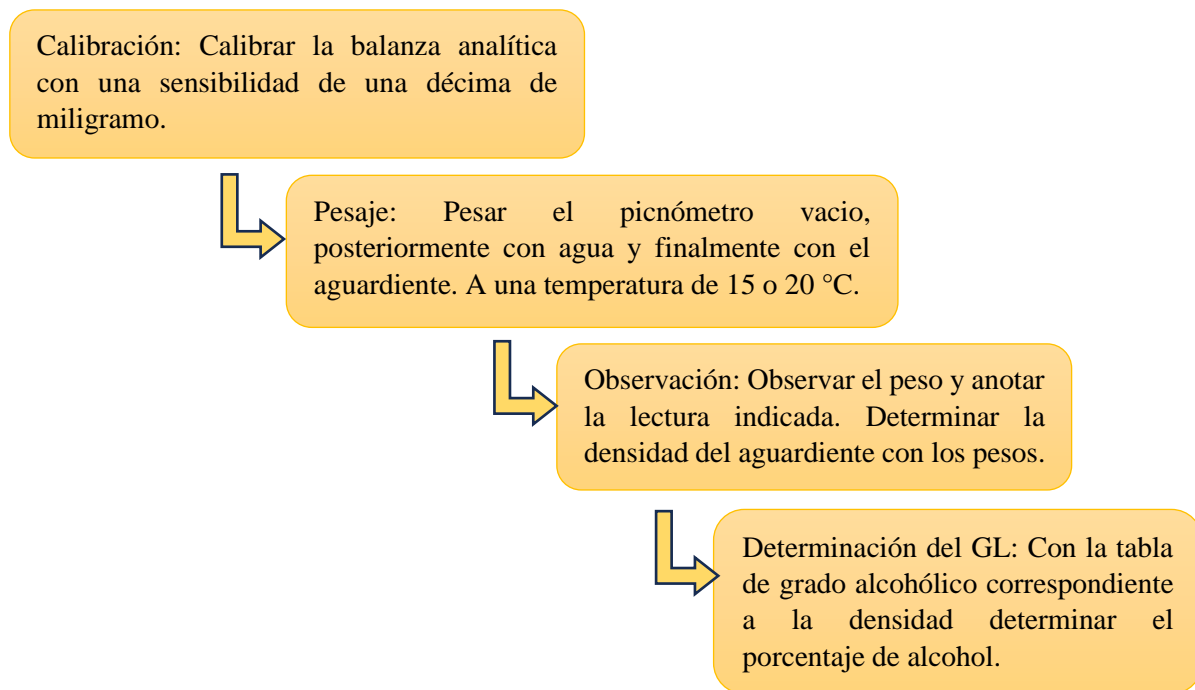 Calibración: Calibrar la balanza analítica
con una sensibilidad de una décima de
miligramo.
Pesaje: Pesar el picnómetro vacio,
posteriormente con agua y finalmente con el
aguardiente. A una temperatura de 15 o 20 °C.
Observación: Observar el peso y anotar
la lectura indicada. Determinar la
densidad del aguardiente con los pesos.
Determinación del GL: Con la tabla
de grado alcohólico correspondiente
a la densidad determinar el
porcentaje de alcohol.